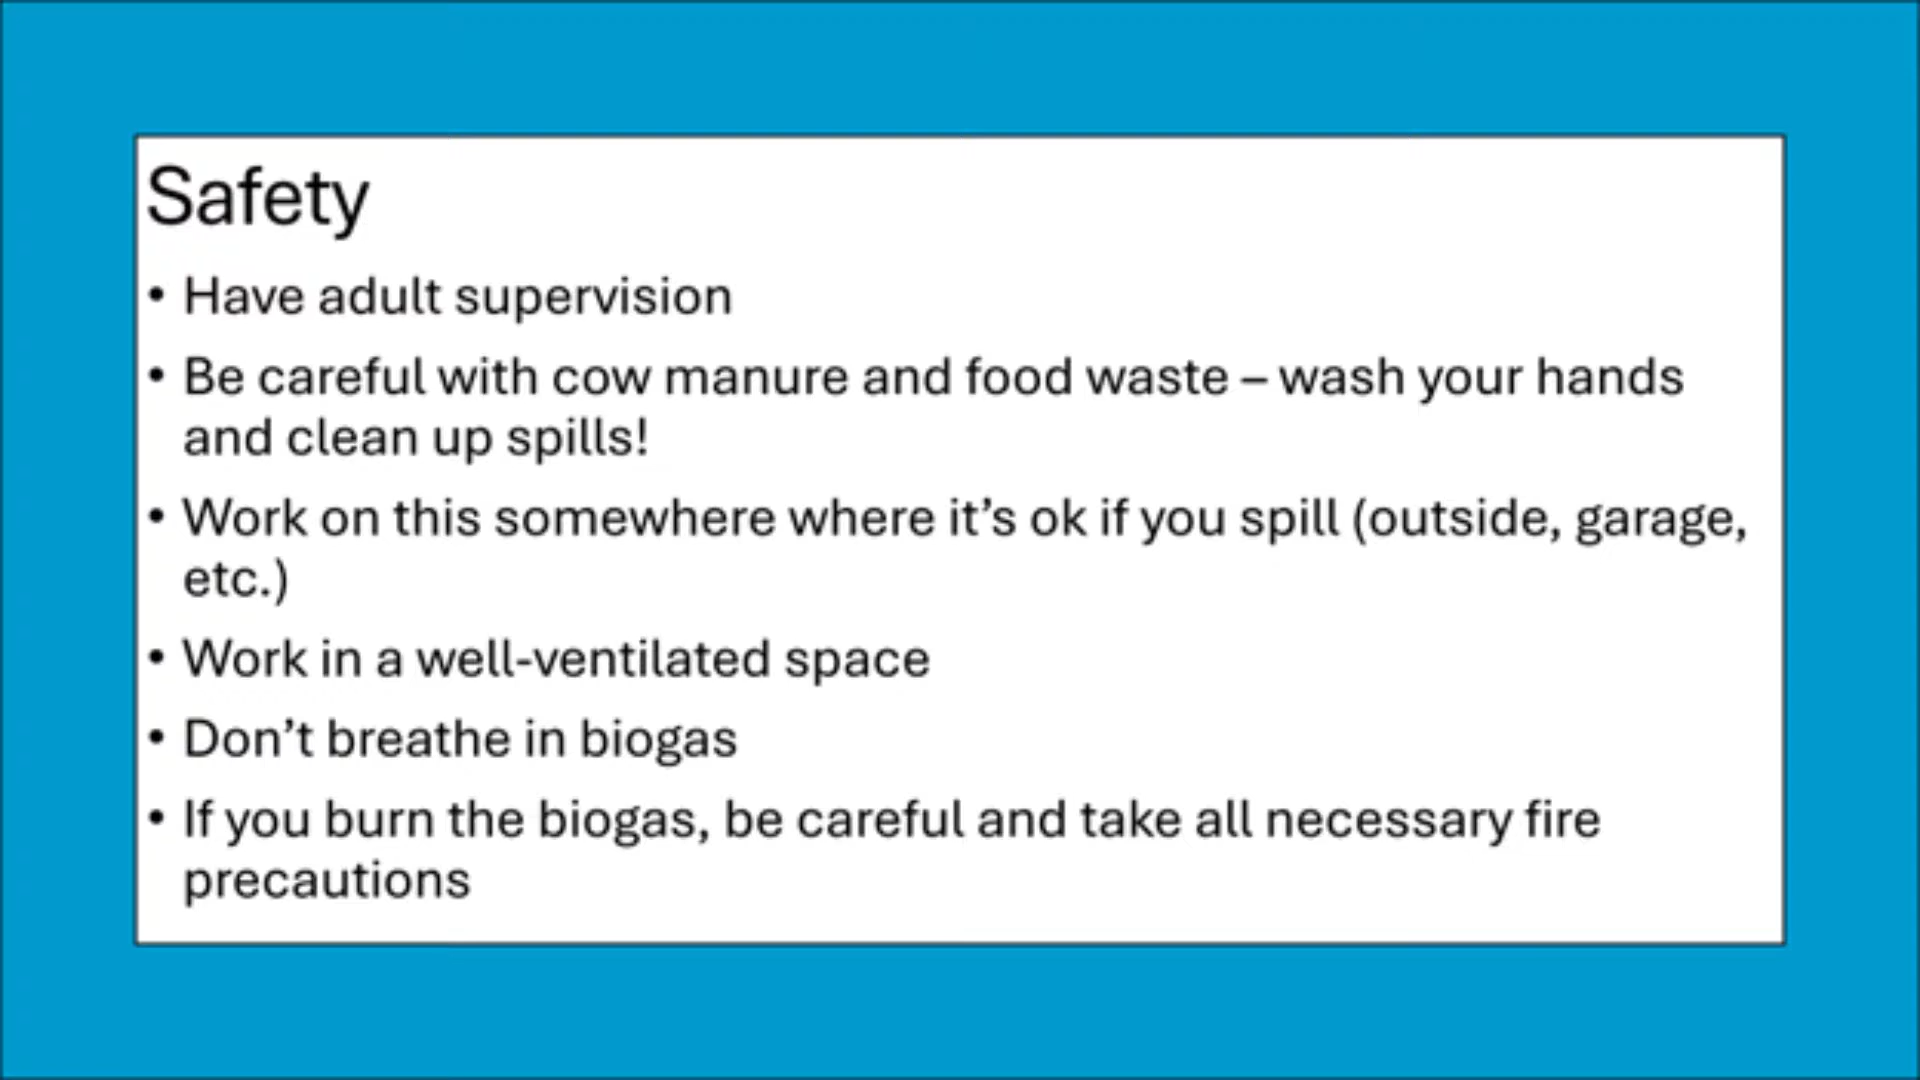 Safety
• Have adult supervision
• Be careful with cow manure and food waste – wash your hands
and clean up spills!
• Work on this somewhere where it’s ok if you spill (outside, garage,
etc.)
• Work in a well-ventilated space
• Don’t breathe in biogas
• If you burn the biogas, be careful and take all necessary fire
precautions